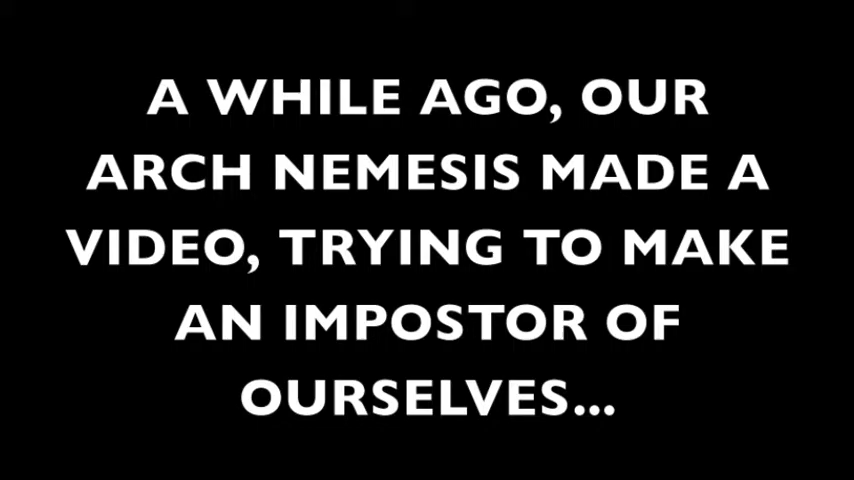 A WHILE AGO, OUR
ARCH NEMESIS MADE A
VIDEO, TRYING TO MAKE
AN IMPOSTOR OF
OURSELVES...